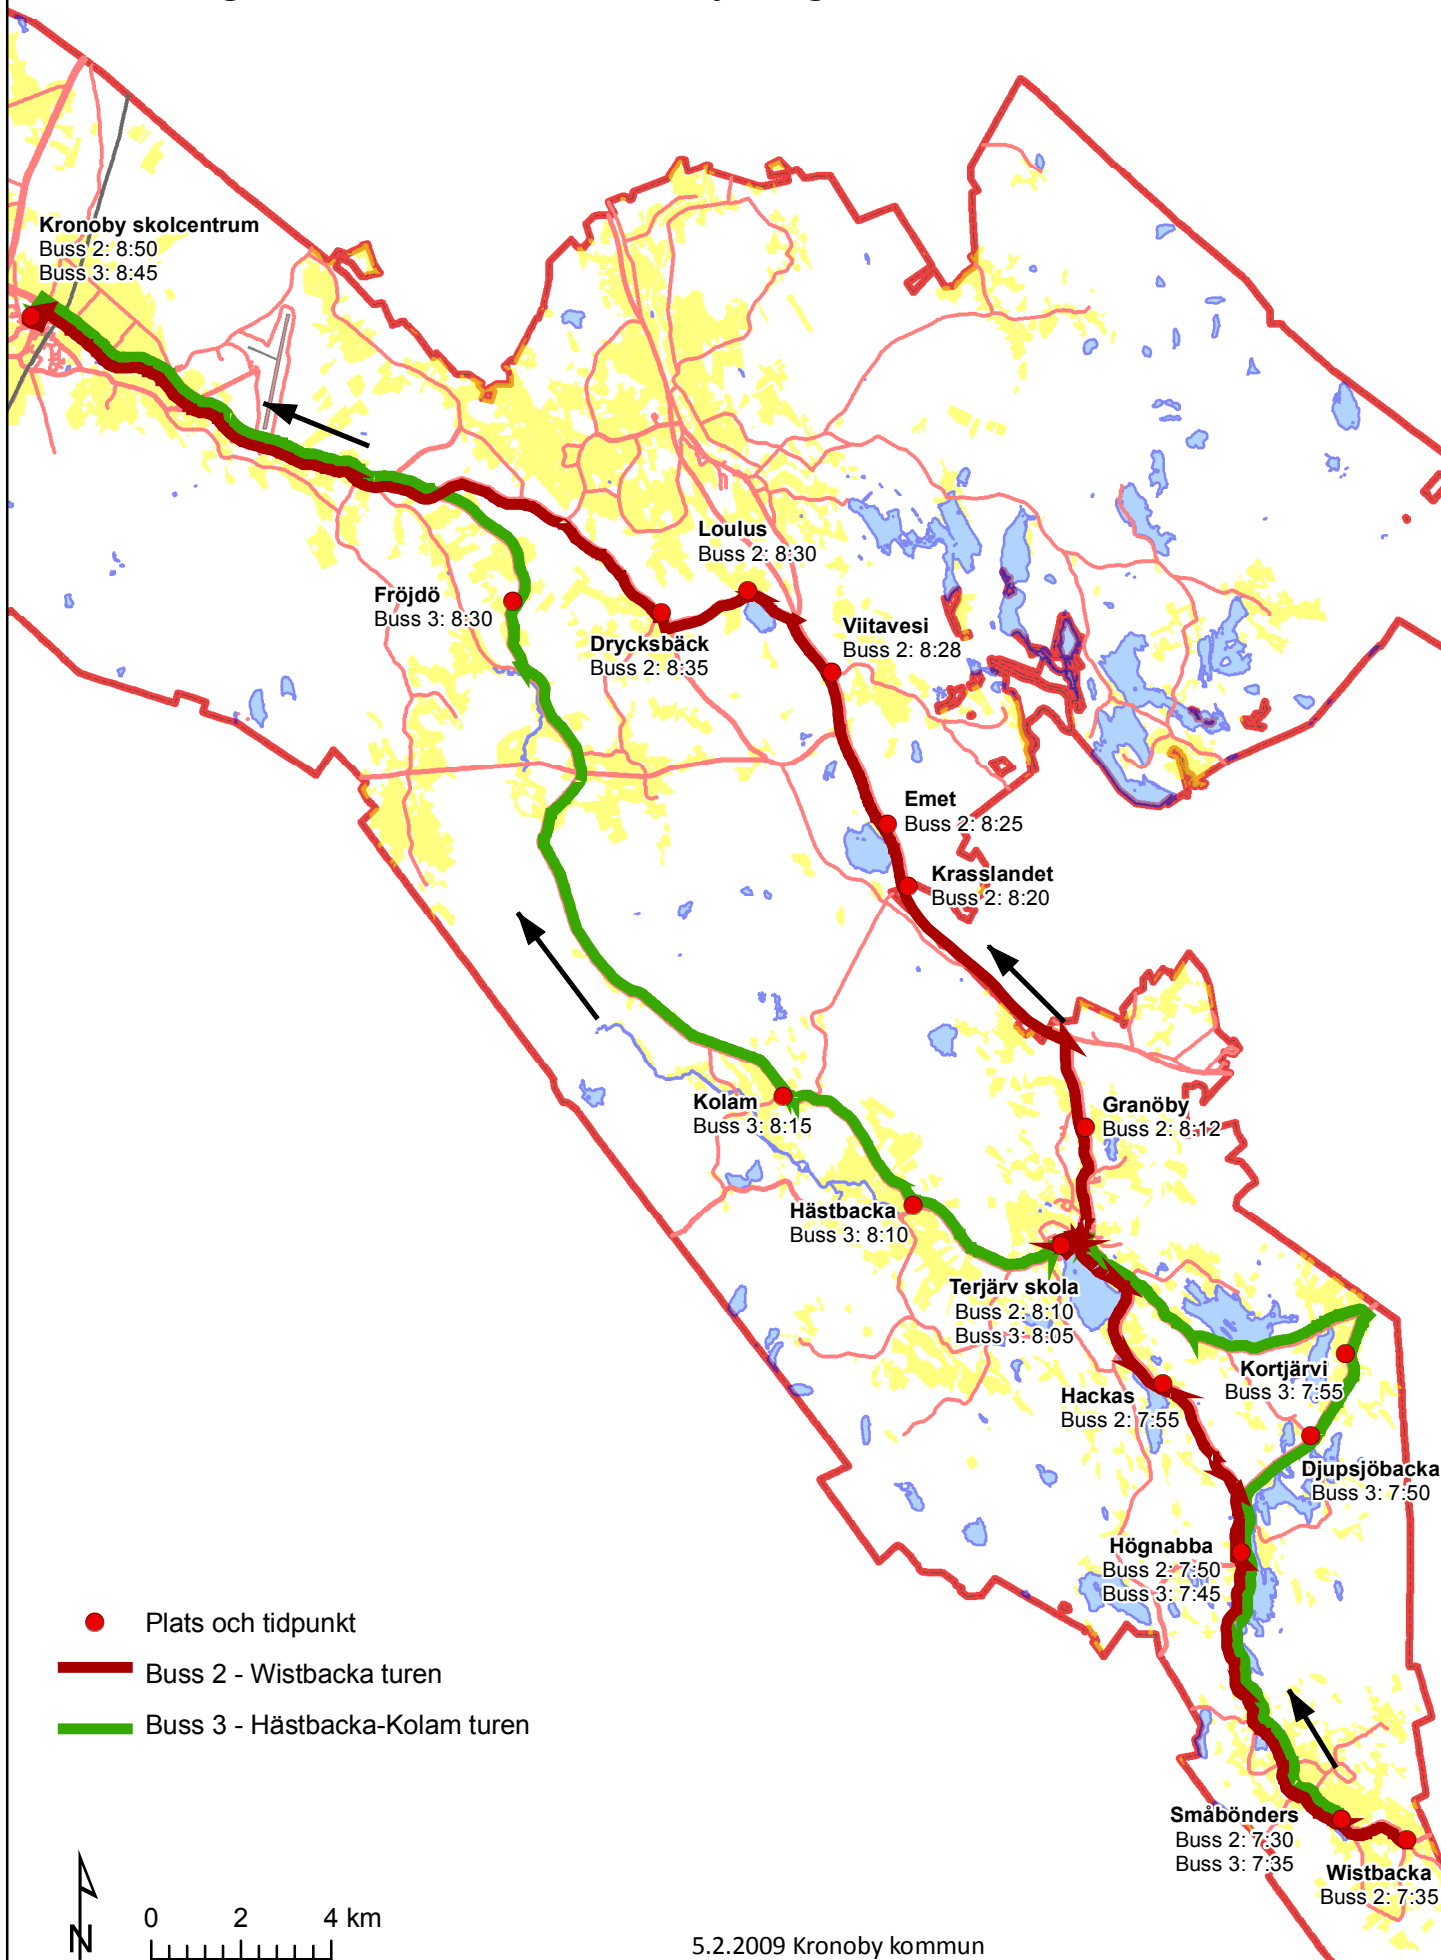 Kronoby skolcentrum
Buss 2: 8:50
Buss 3: 8:45
Loulus
Buss 2: 8:30
Fröjdö
Buss 3: 8:30
Drycksbäck
Buss 2: 8:35
Viitavesi
Buss 2: 8:28
Emet
Buss 2: 8:25
Krasslandet
Buss 2: 8:20
Kolam
Buss 3: 8:15
Granöby
Buss 2: 8:12
Hästbacka
Buss 3: 8:10
Terjärv skola
Buss 2: 8:10
Buss 3: 8:05
Kortjärvi
Buss 3: 7:55
Hackas
Buss 2: 7:55
Djupsjöbacka
Buss 3: 7:50
Högnabba
Buss 2: 7:50
Buss 3: 7:45
Plats och tidpunkt
Buss 2 - Wistbacka turen
Buss 3 - Hästbacka-Kolam turen
Småbönders
Buss 2: 7:30
Buss 3: 7:35
Wistbacka
Buss 2: 7:35
N
0 2 4 km
5.2.2009 Kronoby kommun